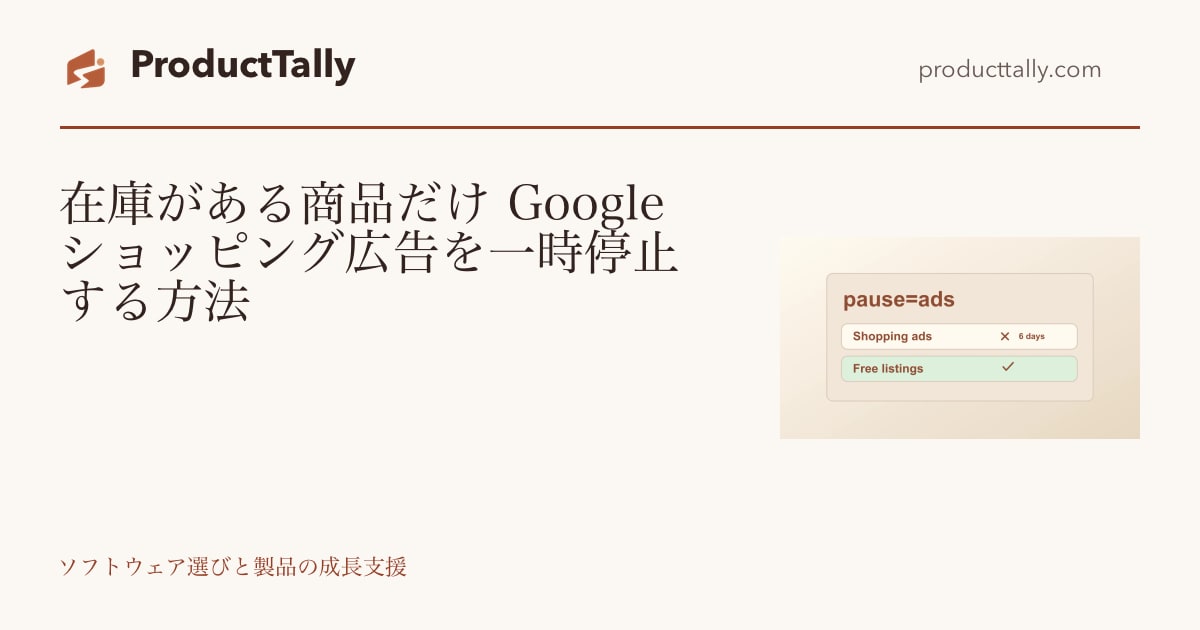 ProductTally
producttally.com
在庫がある商品だけ Google
ショッピング広告を一時停止
する方法
pause=ads
Shopping ads × 6 days
Free listings ✓
ソフトウェア選びと製品の成長支援